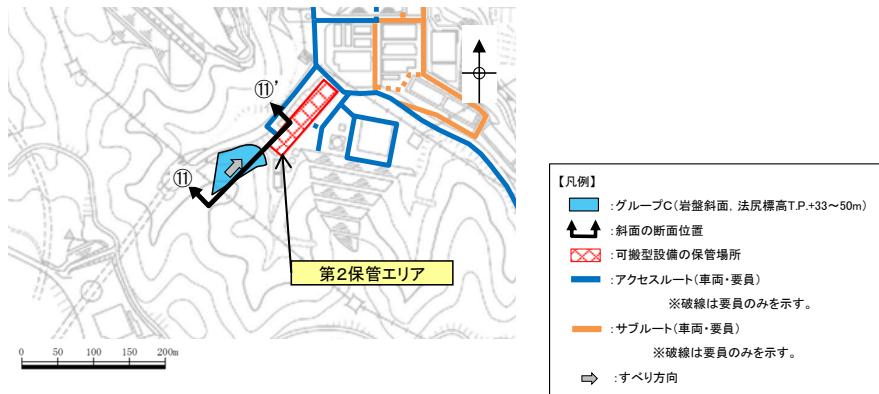 ⑪'
⑪
第2保管エリア
0 50 100 150 200m
【凡例】
:グループC(岩盤斜面, 法尻標高T.P.+33~50m)
:斜面の断面位置
:可搬型設備の保管場所
:アクセスルート(車両・要員)
※破線は要員のみを示す。
:サブルート(車両・要員)
※破線は要員のみを示す。
:すべり方向